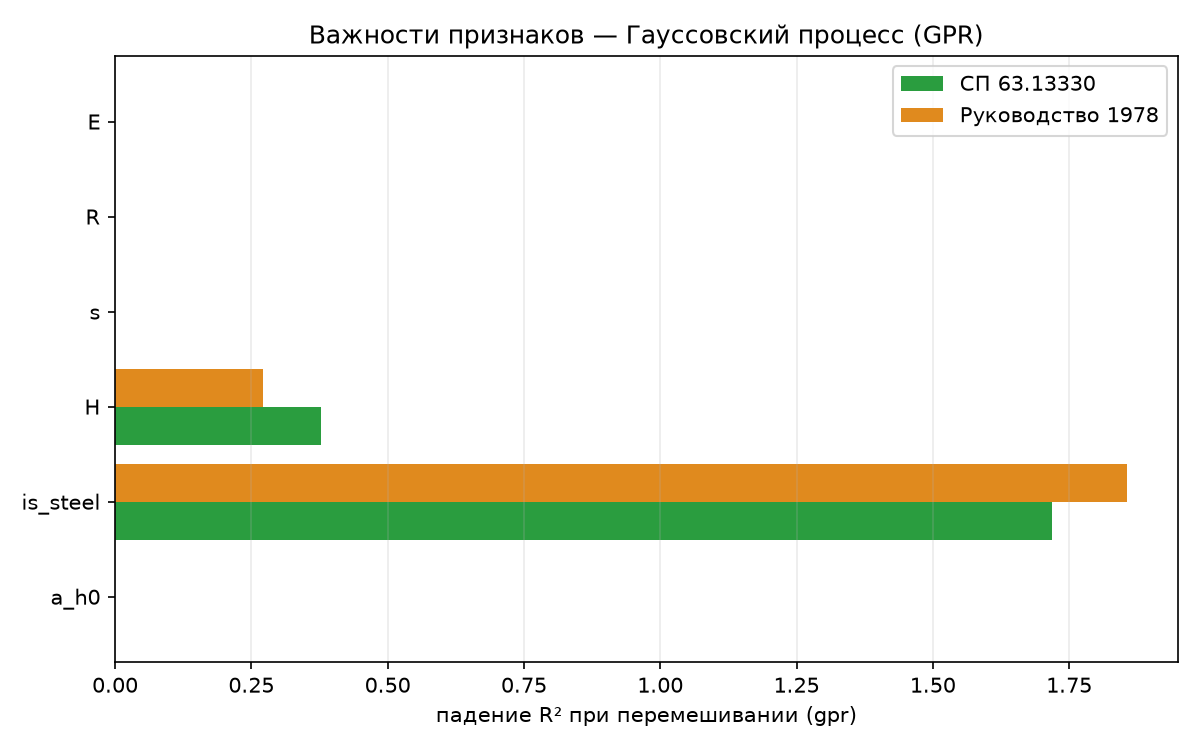 Важности признаков — Гауссовский процесс (GPR)
СП 63.13330
Руководство 1978
E
R
s
H
is_steel
a_h0
0.00 0.25 0.50 0.75 1.00 1.25 1.50 1.75
падение R² при перемешивании (gpr)